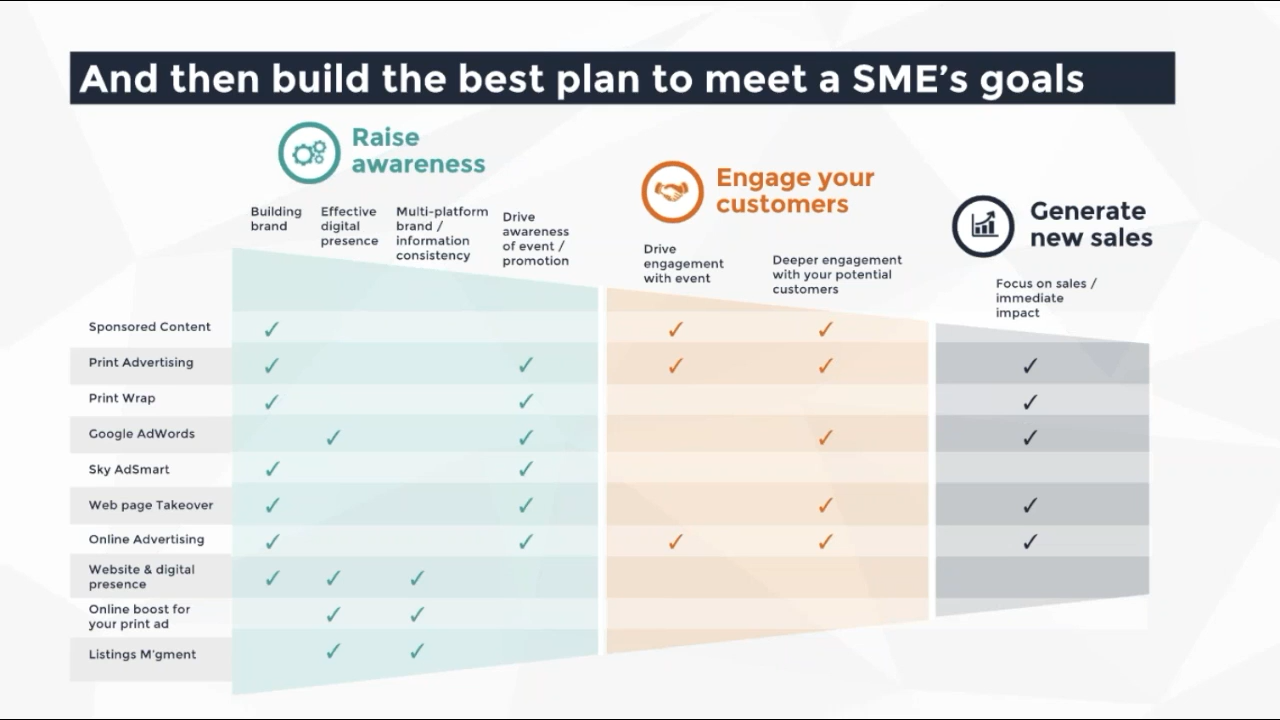 And then build the best plan to meet a SME's goals
Raise
awareness
Engage your
customers
Generate
new sales
Building
brand
Effective
digital
presence
Multi-platform
brand /
information
consistency
Drive
awareness
of event /
promotion
Drive
engagement
with event
Deeper engagement
with your potential
customers
Focus on sales /
immediate
impact
Sponsored Content ✓ ✓ ✓
Print Advertising ✓ ✓ ✓ ✓ ✓
Print Wrap ✓ ✓ ✓
Google AdWords ✓ ✓ ✓ ✓
Sky AdSmart ✓ ✓
Web page Takeover ✓ ✓ ✓ ✓
Online Advertising ✓ ✓ ✓ ✓ ✓
Website & digital
presence ✓ ✓ ✓
Online boost for
your print ad ✓ ✓
Listings M'gment ✓ ✓